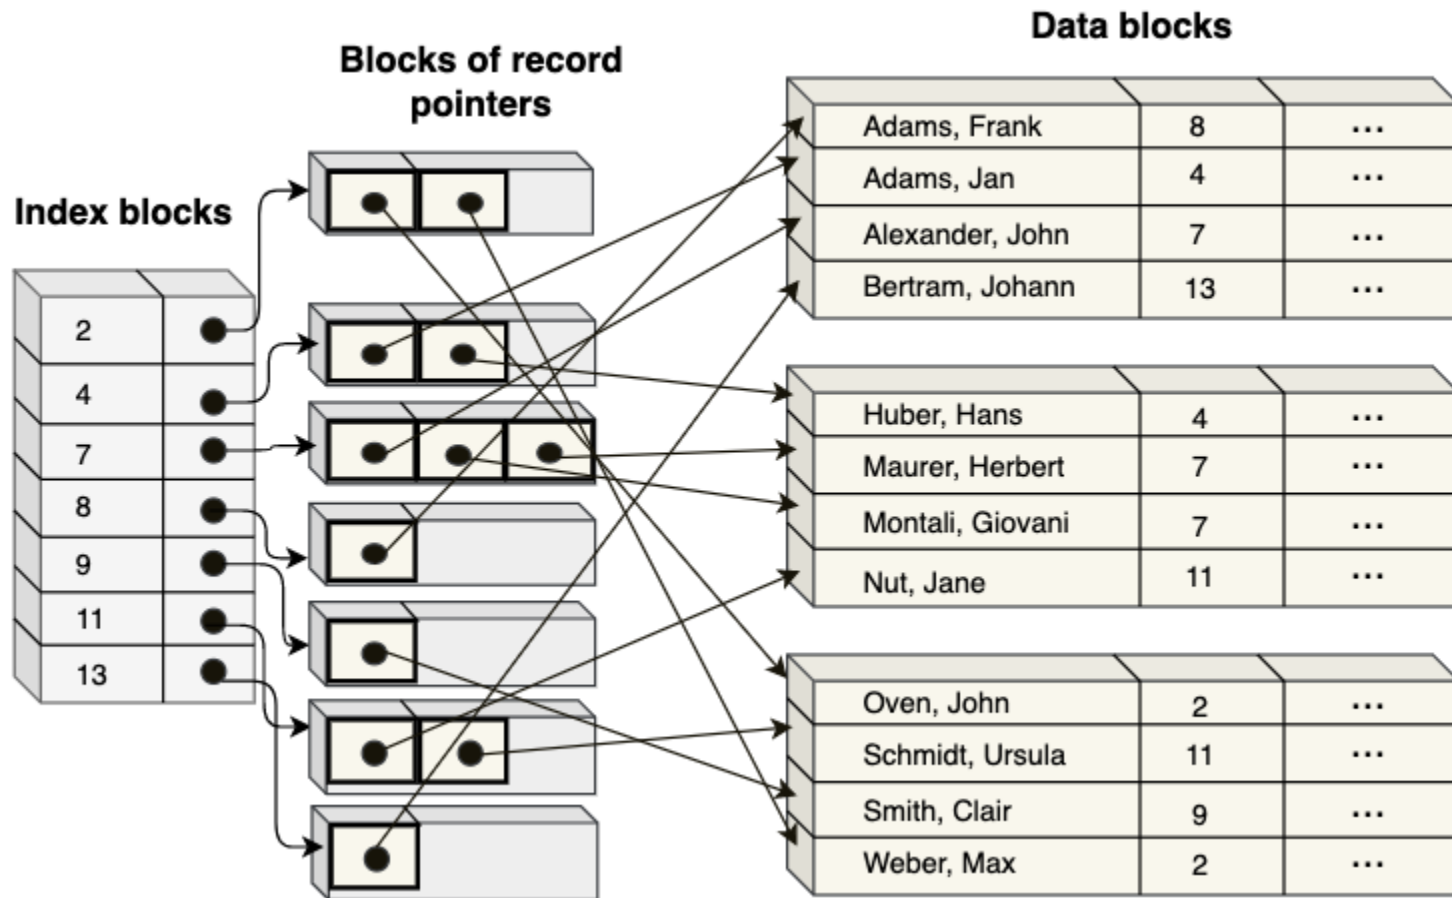 Data blocks
Blocks of record
pointers
Index blocks
2
4
7
8
9
11
13
Adams, Frank 8 ...
Adams, Jan 4 ...
Alexander, John 7 ...
Bertram, Johann 13 ...
Huber, Hans 4 ...
Maurer, Herbert 7 ...
Montali, Giovani 7 ...
Nut, Jane 11 ...
Oven, John 2 ...
Schmidt, Ursula 11 ...
Smith, Clair 9 ...
Weber, Max 2 ...